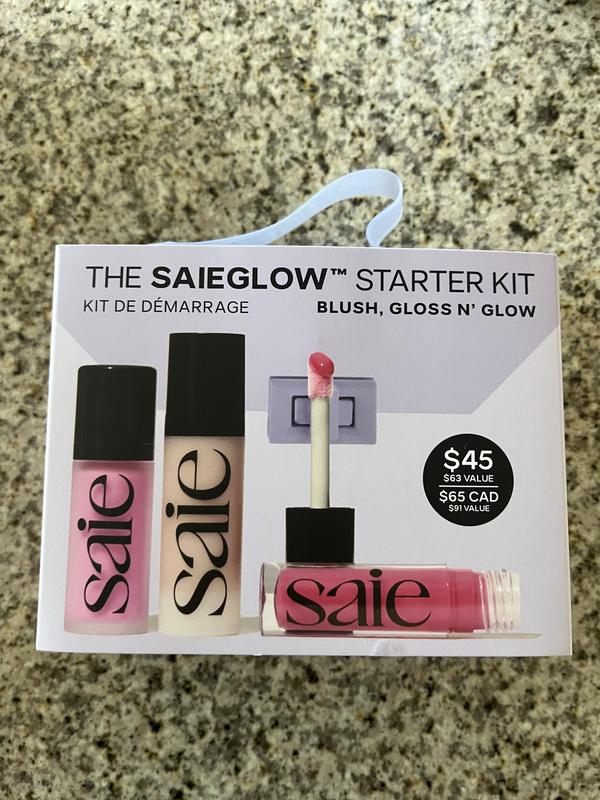 THE SAIEGLOW™ STARTER KIT
KIT DE DÉMARRAGE
BLUSH, GLOSS N' GLOW
$45
$63 VALUE
$65 CAD
$91 VALUE
saie
saie
saie